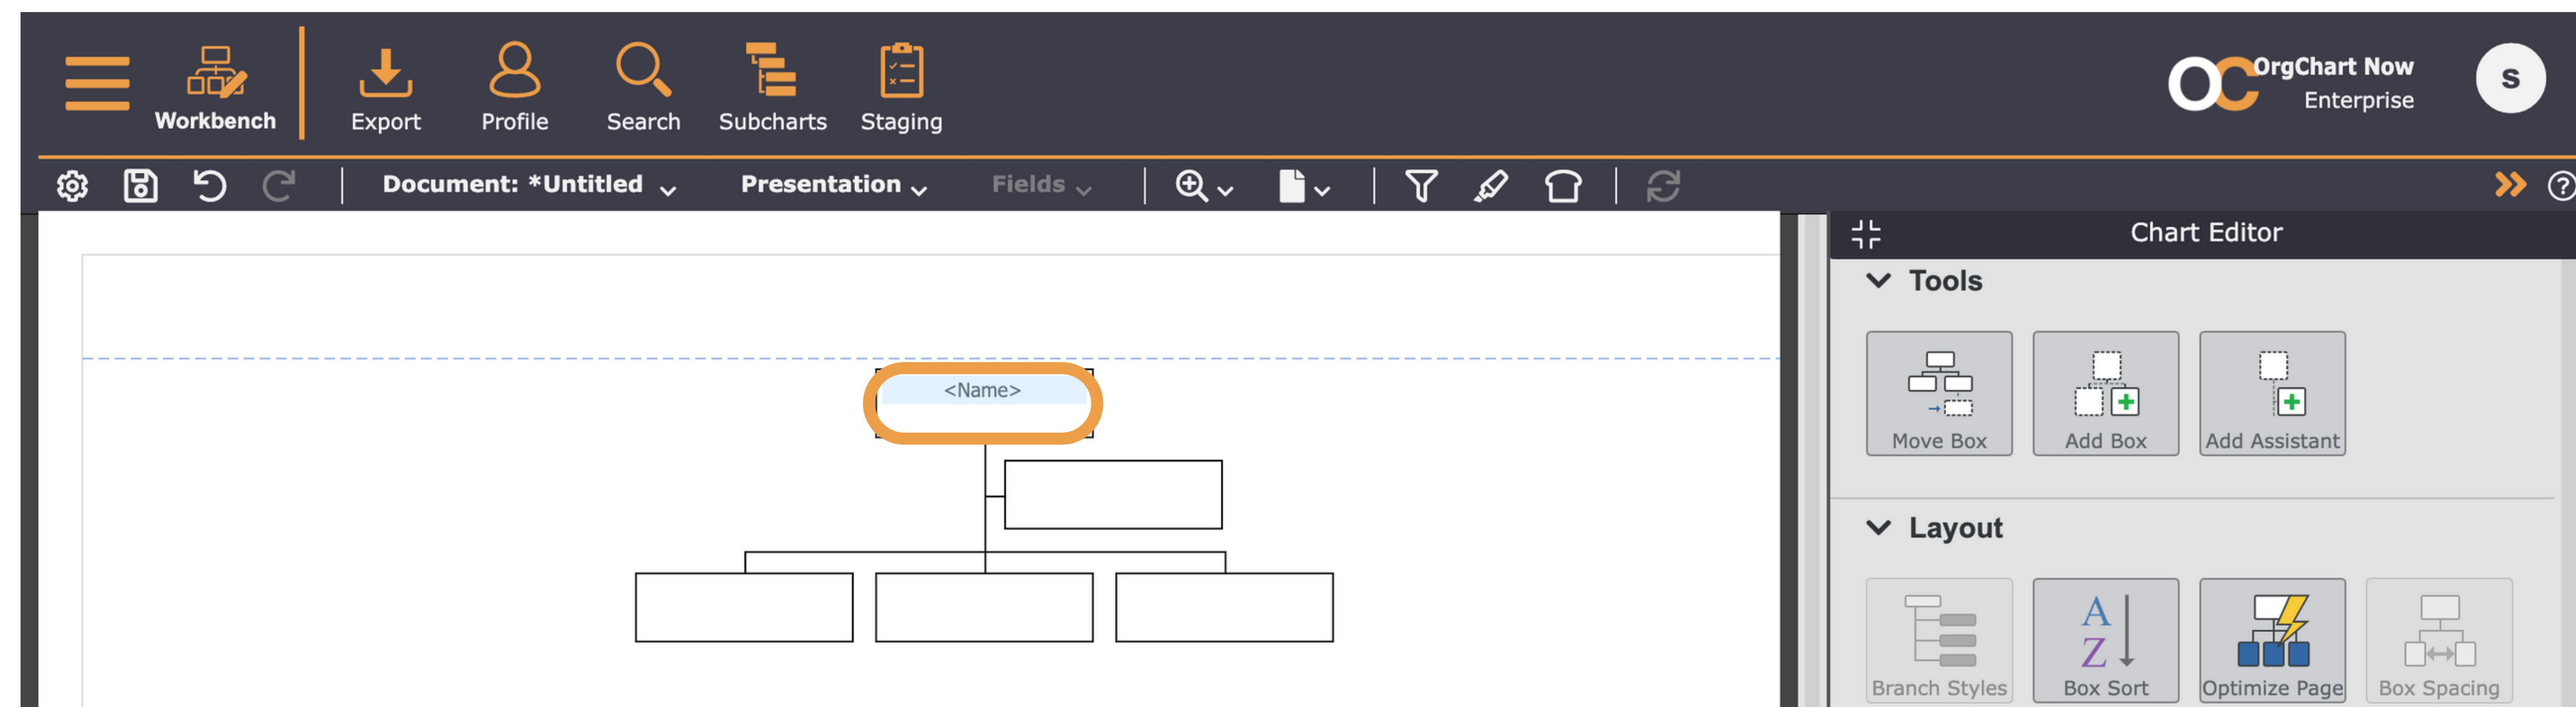 OrgChart Now
Enterprise
S
Workbench
Export
Profile
Search
Subcharts
Staging
Document: *Untitled
Presentation
Fields
Chart Editor
Tools
<Name>
Move Box
Add Box
Add Assistant
Layout
A
Z
Branch Styles
Box Sort
Optimize Page
Box Spacing